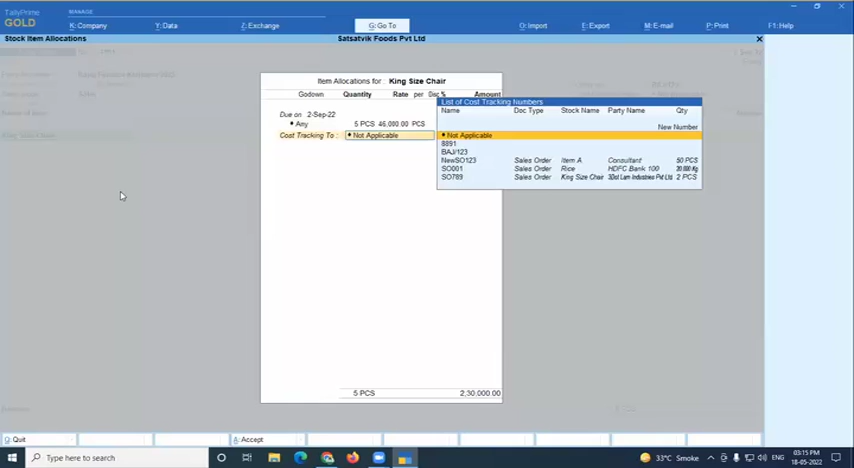 TallyPrime
GOLD
MANAGE
K: Company
Y: Data
Z: Exchange
G: Go To
O: Import
E: Export
M: E-mail
P: Print
F1: Help
Stock Item Allocations
Satsatvik Foods Pvt Ltd
Item Allocations for : King Size Chair
Godown Quantity Rate per Disc % Amount
Due on 2-Sep-22
♦ Any 5 PCS 46,000.00 PCS
Cost Tracking To : ♦ Not Applicable
List of Cost Tracking Numbers
Name Doc Type Stock Name Party Name Qty
New Number
♦ Not Applicable
8891
BAJ/123
NewSO123 Sales Order Item A Consultant 50 PCS
SO001 Sales Order Rice HDFC Bank 100
SO789 Sales Order King Size Chair Industries Pvt Ltd 2 PCS
5 PCS 2,30,000.00
Q: Quit
A: Accept
Type here to search
33°C Smoke
ENG
03:15 PM
18-05-2022